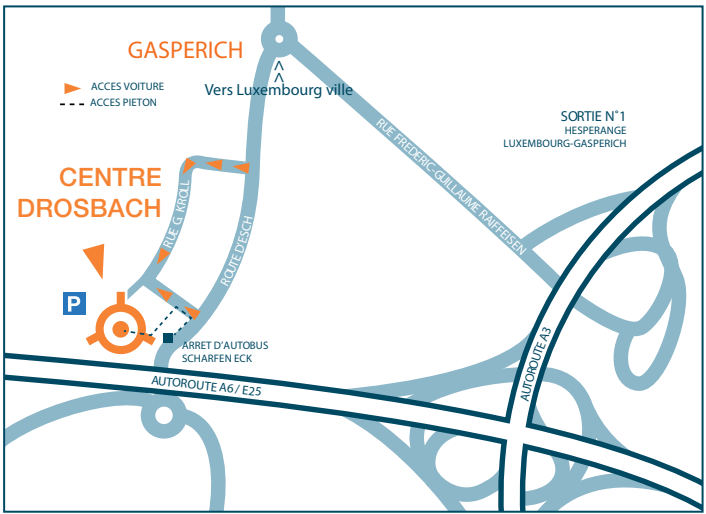 GASPERICH
ACCES VOITURE
ACCES PIETON
Vers Luxembourg ville
SORTIE N°1
HESPERANGE
LUXEMBOURG-GASPERICH
RUE FREDERIC-GUILLAUME RAIFFEISEN
CENTRE
DROSBACH
RUE G. KROLL
ROUTE D'ESCH
P
ARRET D'AUTOBUS
SCHARFEN ECK
AUTOROUTE A3
AUTOROUTE A6 / E25